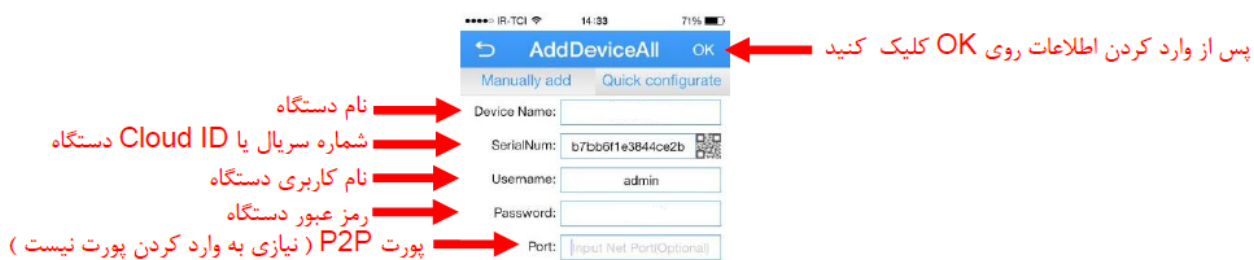 IR-TCI 14:33 71%
AddDeviceAll OK
پس از وارد کردن اطلاعات روی OK کلیک کنید
Manually add Quick configurate
نام دستگاه
Device Name:
شماره سریال یا Cloud ID دستگاه
SerialNum: b7bb6f1e3844ce2b
نام کاربری دستگاه
Username: admin
رمز عبور دستگاه
Password:
پورت P2P ( نیازی به وارد کردن پورت نیست )
Port: Input Net Port(Optional)